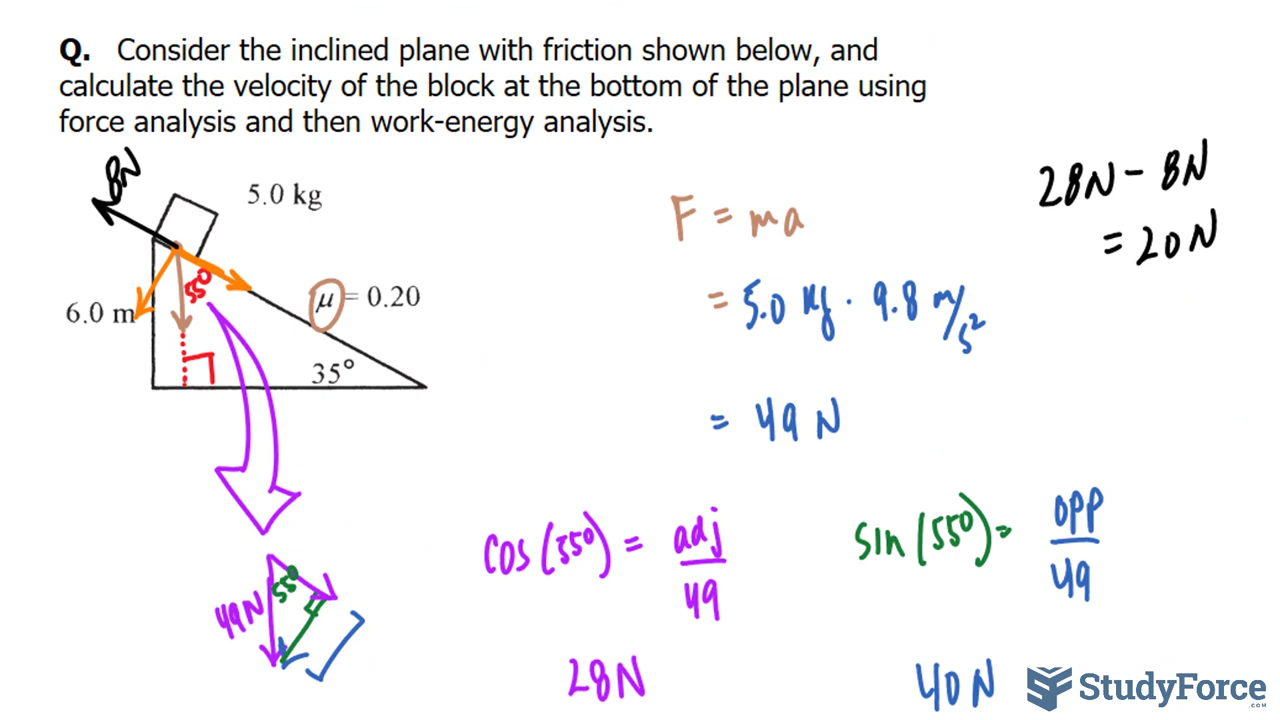 Q. Consider the inclined plane with friction shown below, and
calculate the velocity of the block at the bottom of the plane using
force analysis and then work-energy analysis.
8N
5.0 kg
55°
6.0 m
μ = 0.20
35°
F = ma
= 5.0 kg · 9.8 m/s²
= 49 N
28N - 8N
= 20N
49N
55°
cos(55°) = adj/49
28N
sin(55°) = opp/49
40N
StudyForce
.COM